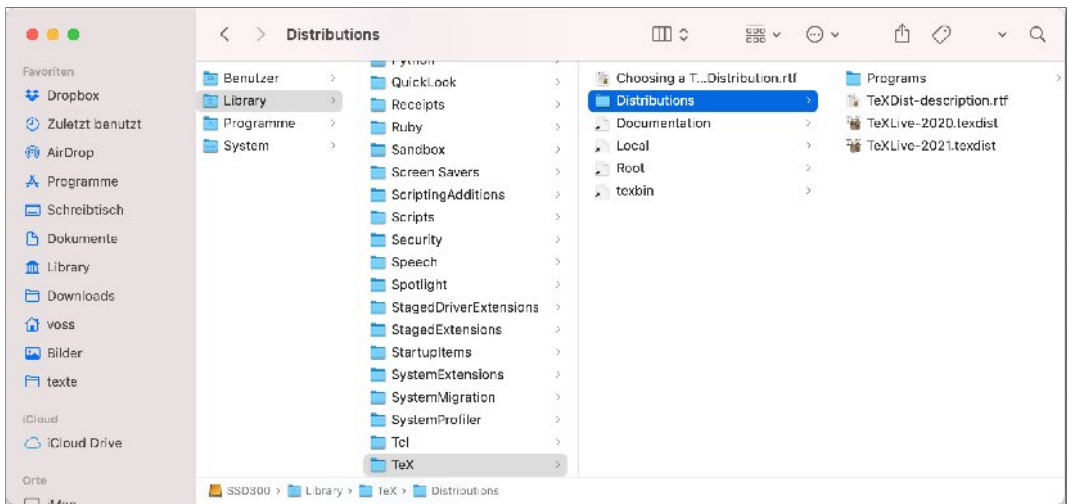 Distributions
Favoriten
Dropbox
Zuletzt benutzt
AirDrop
Programme
Schreibtisch
Dokumente
Library
Downloads
voss
Bilder
texte
iCloud
iCloud Drive
Orte
Benutzer
Library
Programme
System
Python
QuickLook
Receipts
Ruby
Sandbox
Screen Savers
ScriptingAdditions
Scripts
Security
Speech
Spotlight
StagedDriverExtensions
StagedExtensions
StartupItems
SystemExtensions
SystemMigration
SystemProfiler
Tcl
TeX
Choosing a T...Distribution.rtf
Distributions
Documentation
Local
Root
texbin
Programs
TeXDist-description.rtf
TeXLive-2020.texdist
TeXLive-2021.texdist
SSD300 › Library › TeX › Distributions